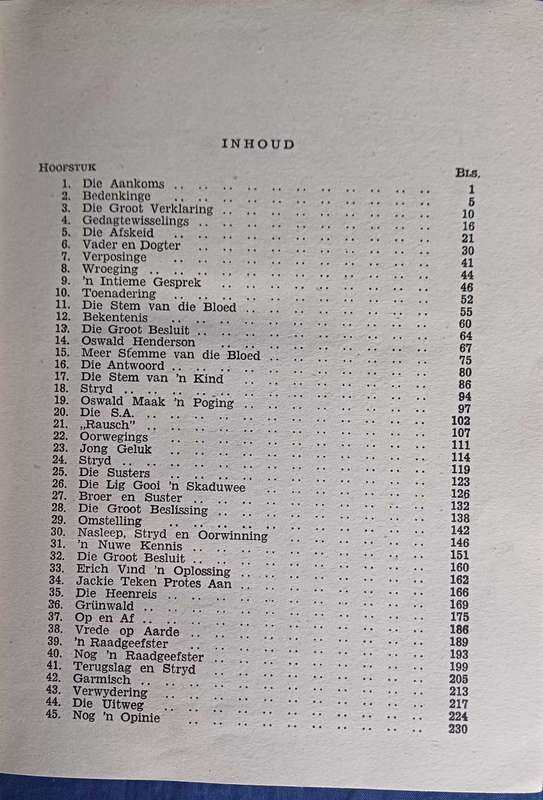 INHOUD
HOOFSTUK BLS.
1. Die Aankoms .. .. .. .. .. .. .. .. .. .. .. 1
2. Bedenkinge .. .. .. .. .. .. .. .. .. .. .. 5
3. Die Groot Verklaring .. .. .. .. .. .. .. .. .. 10
4. Gedagtewisselings .. .. .. .. .. .. .. .. .. 16
5. Die Afskeid .. .. .. .. .. .. .. .. .. .. 21
6. Vader en Dogter .. .. .. .. .. .. .. .. .. .. 30
7. Verposinge .. .. .. .. .. .. .. .. .. .. .. 41
8. Wroeging .. .. .. .. .. .. .. .. .. .. .. .. 44
9. 'n Intieme Gesprek .. .. .. .. .. .. .. .. .. 46
10. Toenadering .. .. .. .. .. .. .. .. .. .. .. 52
11. Die Stem van die Bloed .. .. .. .. .. .. .. .. 55
12. Bekentenis .. .. .. .. .. .. .. .. .. .. .. 60
13. Die Groot Besluit .. .. .. .. .. .. .. .. .. .. 64
14. Oswald Henderson .. .. .. .. .. .. .. .. .. 67
15. Meer Stemme van die Bloed .. .. .. .. .. .. .. 75
16. Die Antwoord .. .. .. .. .. .. .. .. .. .. 80
17. Die Stem van 'n Kind .. .. .. .. .. .. .. .. .. 86
18. Stryd .. .. .. .. .. .. .. .. .. .. .. .. .. 94
19. Oswald Maak 'n Poging .. .. .. .. .. .. .. .. 97
20. Die S.A. .. .. .. .. .. .. .. .. .. .. .. .. 102
21. „Rausch” .. .. .. .. .. .. .. .. .. .. .. .. 107
22. Oorwegings .. .. .. .. .. .. .. .. .. .. .. 111
23. Jong Geluk .. .. .. .. .. .. .. .. .. .. .. 114
24. Stryd .. .. .. .. .. .. .. .. .. .. .. .. .. 119
25. Die Susters .. .. .. .. .. .. .. .. .. .. .. 123
26. Die Lig Gooi 'n Skaduwee .. .. .. .. .. .. .. 126
27. Broer en Suster .. .. .. .. .. .. .. .. .. .. 132
28. Die Groot Beslissing .. .. .. .. .. .. .. .. .. 138
29. Omstelling .. .. .. .. .. .. .. .. .. .. .. 142
30. Nasleep, Stryd en Oorwinning .. .. .. .. .. .. 146
31. 'n Nuwe Kennis .. .. .. .. .. .. .. .. .. .. 151
32. Die Groot Besluit .. .. .. .. .. .. .. .. .. .. 160
33. Erich Vind 'n Oplossing .. .. .. .. .. .. .. .. 162
34. Jackie Teken Protes Aan .. .. .. .. .. .. .. .. 166
35. Die Heenreis .. .. .. .. .. .. .. .. .. .. .. 169
36. Grünwald .. .. .. .. .. .. .. .. .. .. .. .. 175
37. Op en Af .. .. .. .. .. .. .. .. .. .. .. .. 186
38. Vrede op Aarde .. .. .. .. .. .. .. .. .. .. 189
39. 'n Raadgeefster .. .. .. .. .. .. .. .. .. .. 193
40. Nog 'n Raadgeefster .. .. .. .. .. .. .. .. .. 199
41. Terugslag en Stryd .. .. .. .. .. .. .. .. .. 205
42. Garmisch .. .. .. .. .. .. .. .. .. .. .. .. 213
43. Verwydering .. .. .. .. .. .. .. .. .. .. .. 217
44. Die Uitweg .. .. .. .. .. .. .. .. .. .. .. 224
45. Nog 'n Opinie .. .. .. .. .. .. .. .. .. .. 230